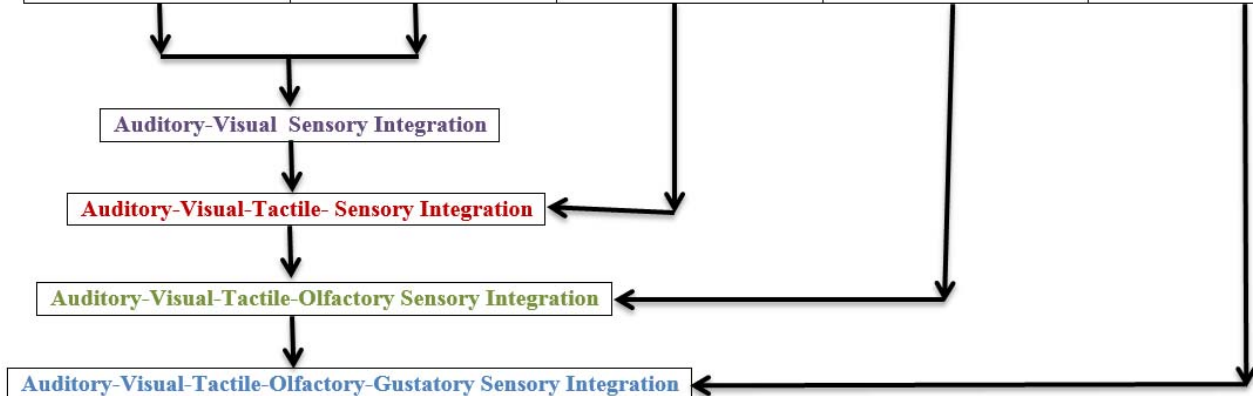 Auditory-Visual Sensory Integration
Auditory-Visual-Tactile- Sensory Integration
Auditory-Visual-Tactile-Olfactory Sensory Integration
Auditory-Visual-Tactile-Olfactory-Gustatory Sensory Integration